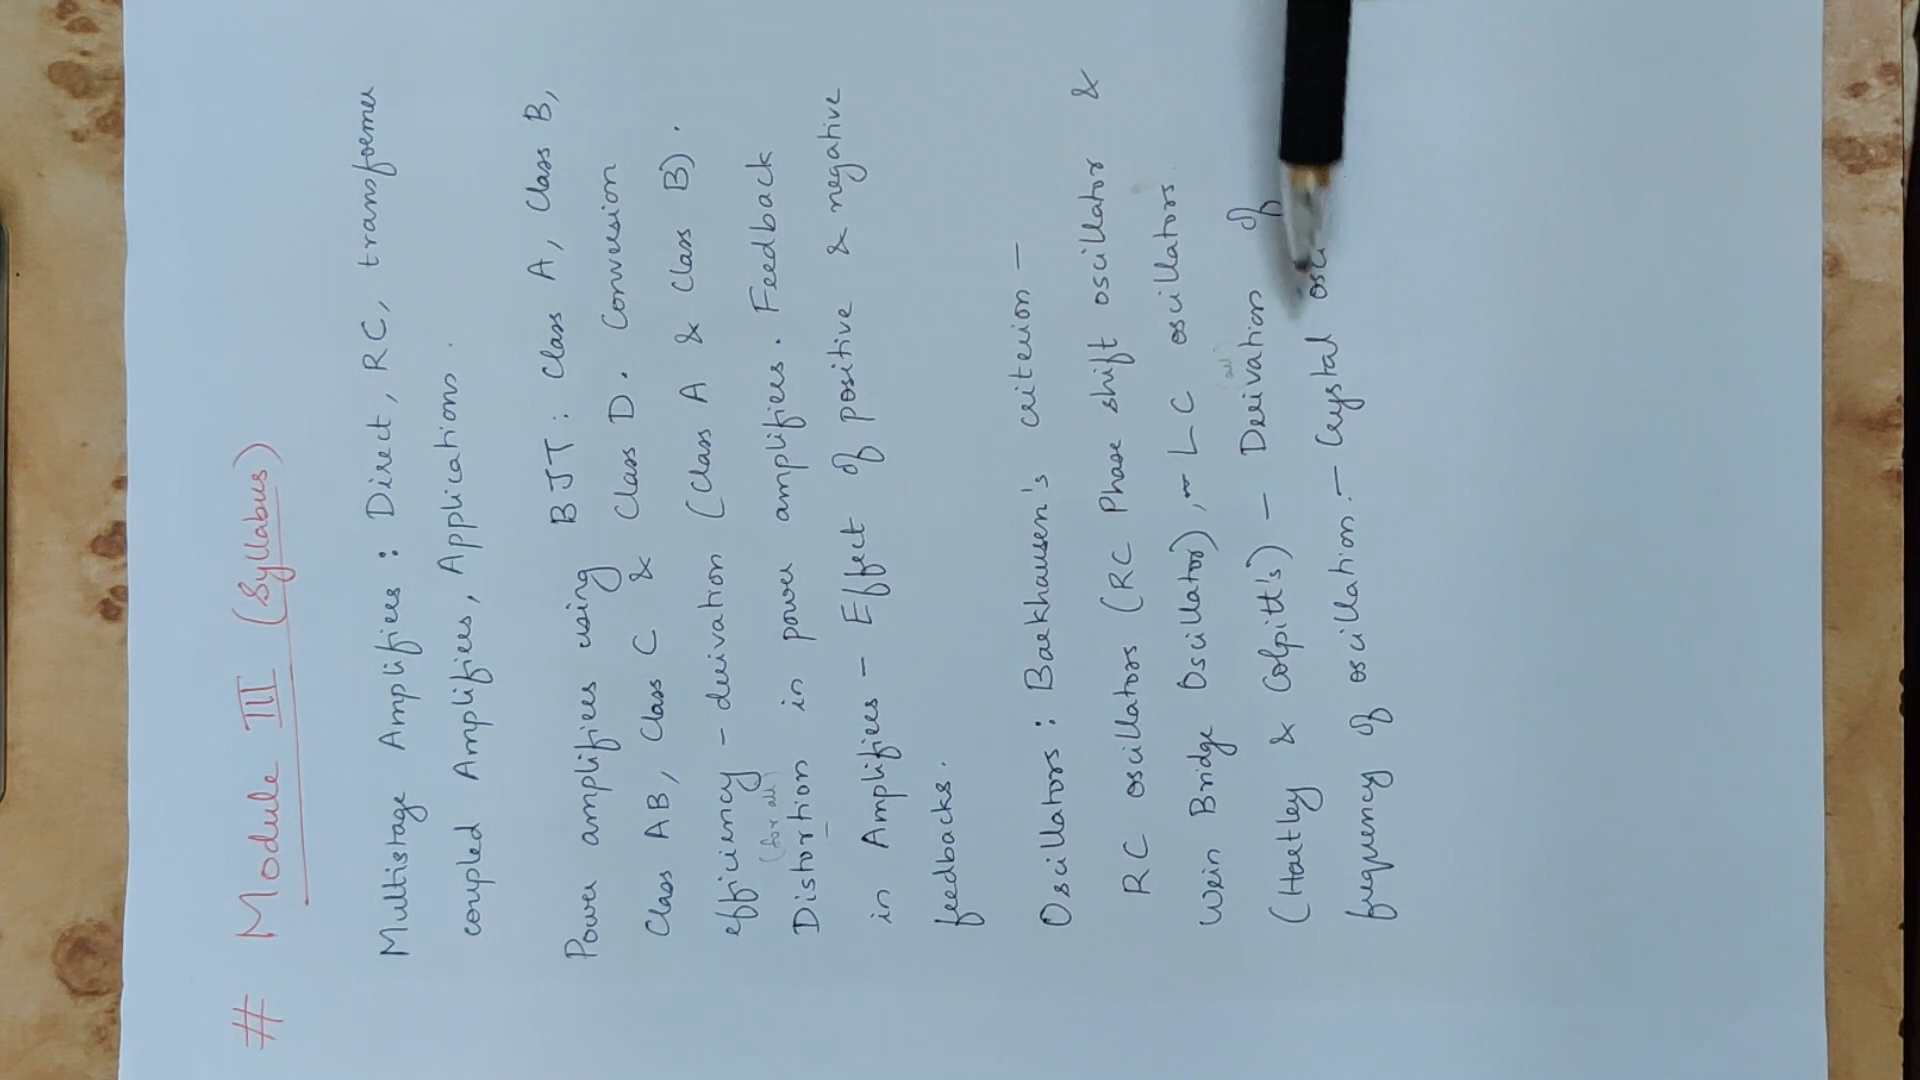 # Module III (Syllabus)
Multistage Amplifiers : Direct, RC, transformer
coupled Amplifiers, Applications.
Power amplifiers using BJT : Class A, Class B,
Class AB, Class C & Class D. Conversion
efficiency - derivation (Class A & Class B).
(for all)
Distortion in power amplifiers. Feedback
in Amplifiers - Effect of positive & negative
feedbacks.
Oscillators : Barkhausen's criterion -
RC oscillators (RC Phase shift oscillator &
Wein Bridge Oscillator), - LC oscillators.
(all)
(Hartley & Colpitt's) - Derivation of
frequency of oscillation. - Crystal